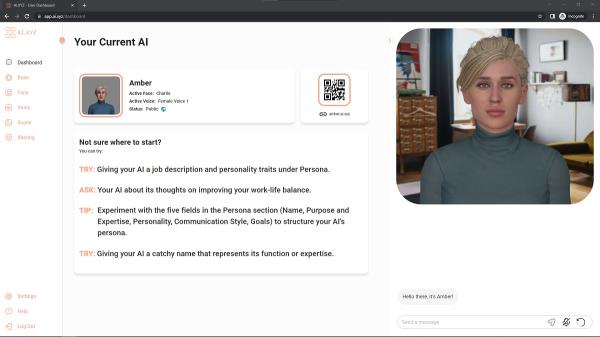 AI.XYZ - User Dashboard
app.ai.xyz/dashboard
Incognito
AI.XYZ
Dashboard
Brain
Face
Voice
Scene
Sharing
Settings
Help
Log Out
Your Current AI
Amber
Active Face: Charlie
Active Voice: Female Voice 1
Status: Public
amber.ai.xyz
Not sure where to start?
You can try:
TRY: Giving your AI a job description and personality traits under Persona.
ASK: Your AI about its thoughts on improving your work-life balance.
TIP: Experiment with the five fields in the Persona section (Name, Purpose and
Expertise, Personality, Communication Style, Goals) to structure your AI's
persona.
TRY: Giving your AI a catchy name that represents its function or expertise.
Hello there, it's Amber!
Send a message